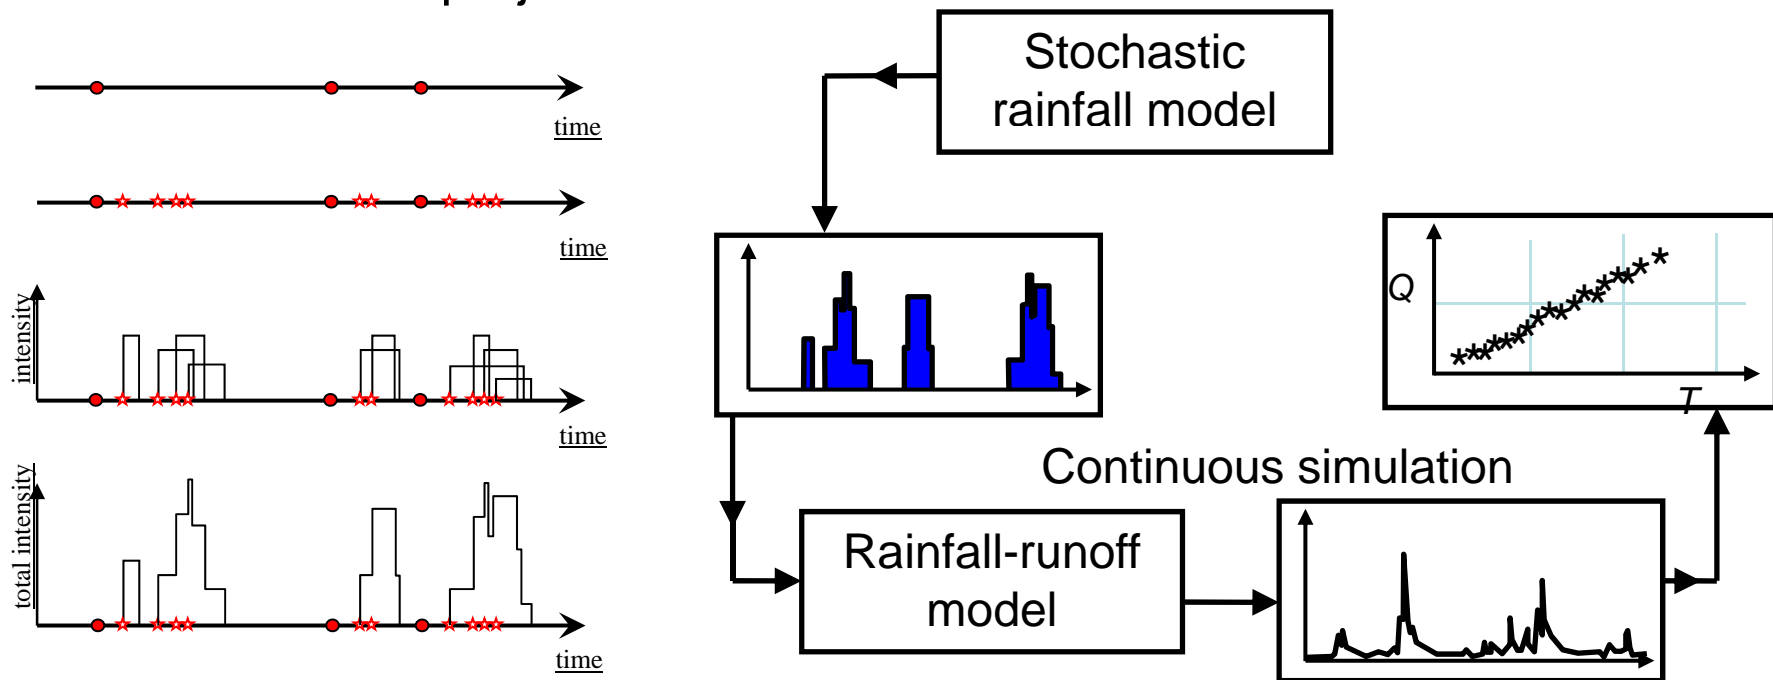 time
time
intensity
time
total intensity
time
Stochastic
rainfall model
Q
T
Continuous simulation
Rainfall-runoff
model